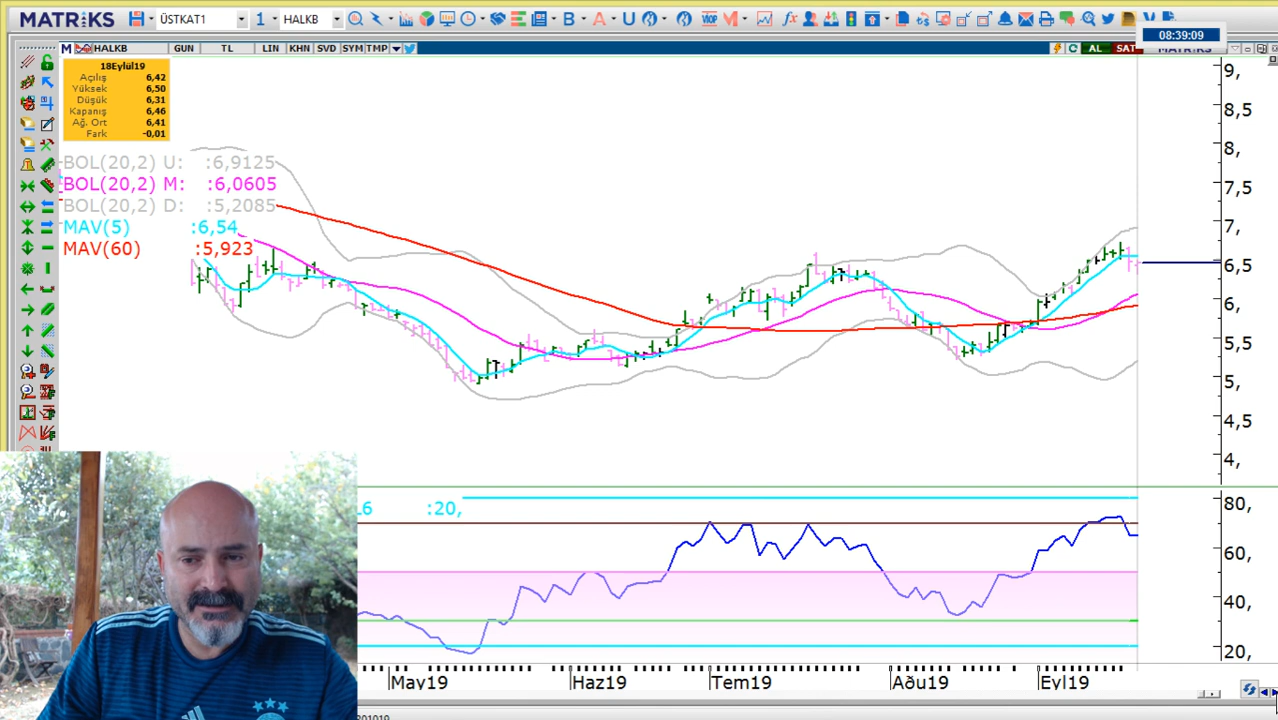 MATRIKS
ÜSTKAT1
1
HALKB
B
A
U
VIOP
M
fx
08:39:09
M
HALKB
GUN
TL
LIN
KHN
SVD
SYM
TMP
AL
SAT
18Eylül19
Açılış 6,42
Yüksek 6,50
Düşük 6,31
Kapanış 6,46
Ağ. Ort 6,41
Fark -0,01
BOL(20,2) U: :6,9125
BOL(20,2) M: :6,0605
BOL(20,2) D: :5,2085
MAV(5) :6,54
MAV(60) :5,923
9,
8,5
8,
7,5
7,
6,5
6,
5,5
5,
4,5
4,
:20,
80,
60,
40,
20,
May19
Haz19
Tem19
Aðu19
Eyl19